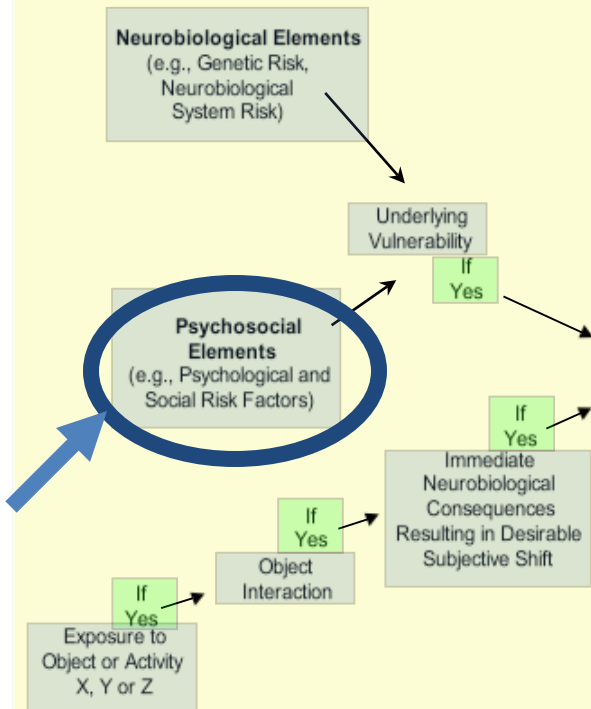 Neurobiological Elements
(e.g., Genetic Risk,
Neurobiological
System Risk)
Underlying
Vulnerability
If
Yes
Psychosocial
Elements
(e.g., Psychological and
Social Risk Factors)
If
Yes
Immediate
Neurobiological
Consequences
Resulting in Desirable
Subjective Shift
If
Yes
Object
Interaction
If
Yes
Exposure to
Object or Activity
X, Y or Z